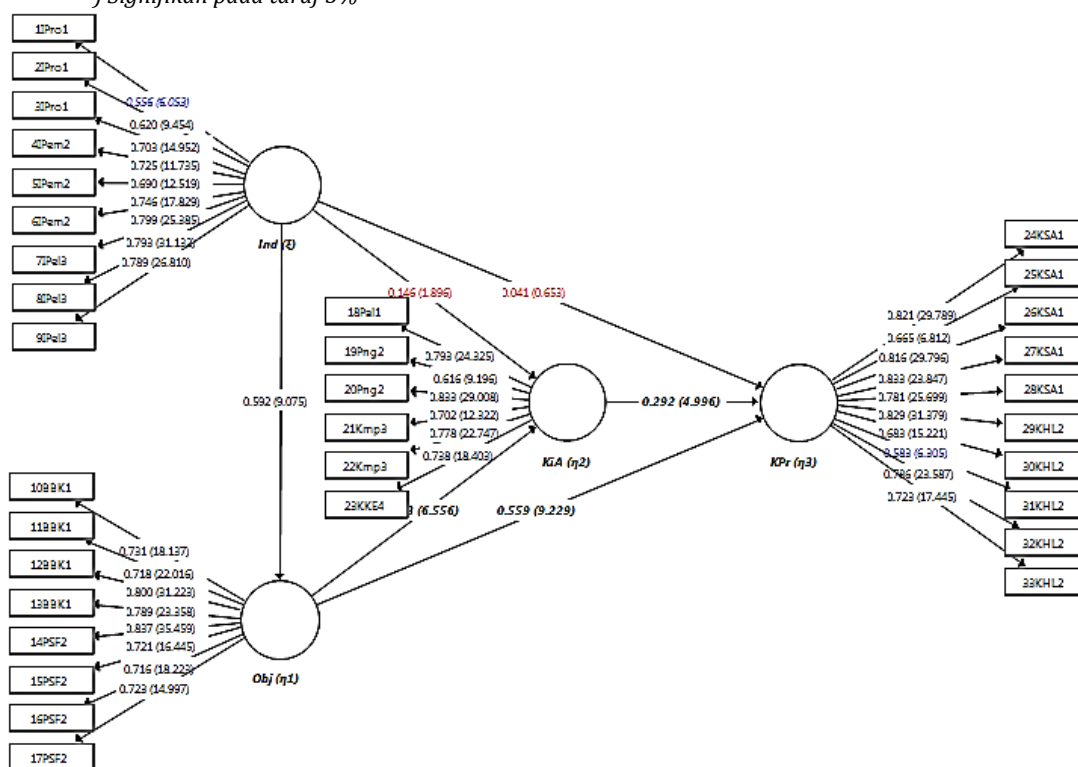 ) Signifikan pada taraf 5%
1IPro1
2IPro1
3IPro1
4IPem2
5IPem2
6IPem2
7IPel3
8IPel3
9IPel3
0.556 (6.053)
0.620 (9.454)
0.703 (14.952)
0.725 (11.735)
0.690 (12.519)
0.746 (17.829)
0.799 (25.385)
0.793 (31.137)
0.789 (26.810)
Ind (ξ)
0.146 (1.896)
0.041 (0.653)
0.592 (9.075)
18Pal1
19Png2
20Png2
21Kmp3
22Kmp3
23KKE4
0.793 (24.325)
0.616 (9.196)
0.833 (29.008)
0.702 (12.322)
0.778 (22.747)
0.738 (18.403)
KiA (η2)
0.292 (4.996)
KPr (η3)
24KSA1
25KSA1
26KSA1
27KSA1
28KSA1
29KHL2
30KHL2
31KHL2
32KHL2
33KHL2
0.821 (29.789)
0.665 (6.812)
0.816 (29.796)
0.833 (23.847)
0.781 (25.699)
0.829 (31.379)
0.683 (15.221)
0.583 (6.305)
(23.587)
0.723 (17.445)
(6.556)
0.559 (9.229)
10BBK1
11BBK1
12BBK1
13BBK1
14PSF2
15PSF2
16PSF2
17PSF2
0.731 (18.137)
0.718 (22.016)
0.800 (31.223)
0.789 (23.358)
0.837 (35.459)
0.721 (16.445)
0.716 (18.223)
0.723 (14.997)
Obj (η1)